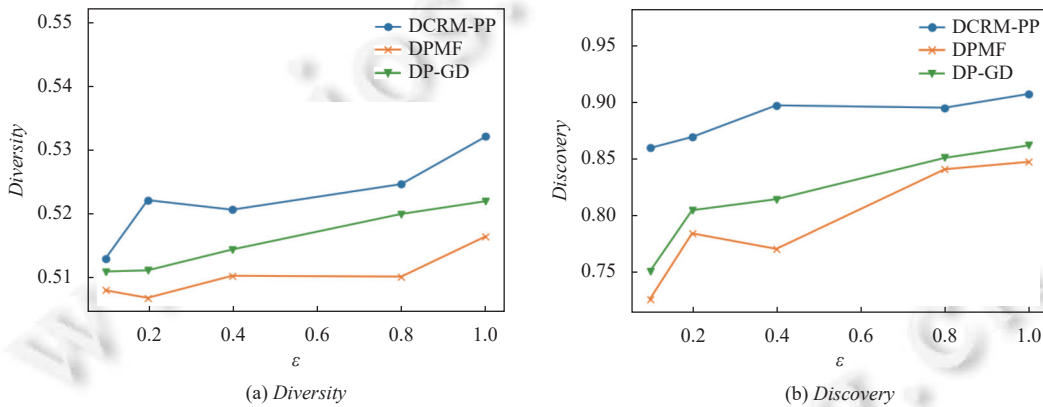 0.55
0.54
0.53
0.52
0.51
Diversity
DCRM-PP
DPMF
DP-GD
0.2 0.4 0.6 0.8 1.0
ε
(a) Diversity
0.95
0.90
0.85
0.80
0.75
Discovery
DCRM-PP
DPMF
DP-GD
0.2 0.4 0.6 0.8 1.0
ε
(b) Discovery